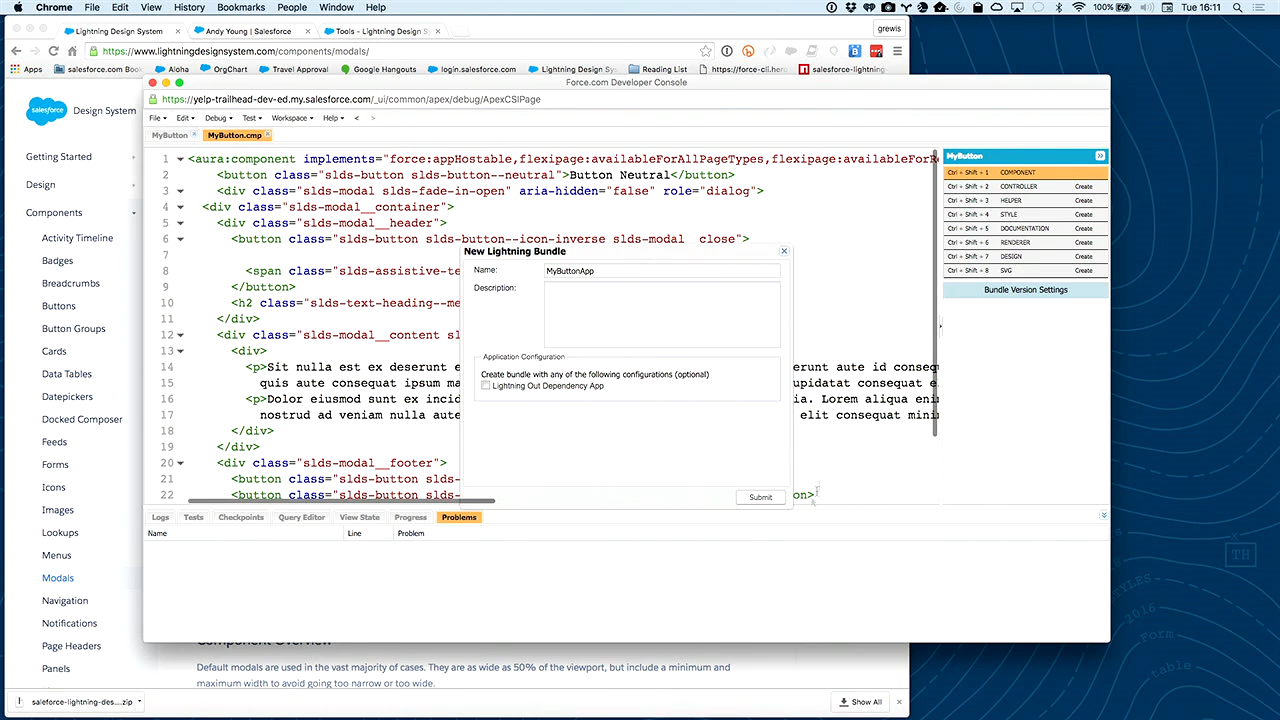 Chrome File Edit View History Bookmarks People Window Help
100% Tue 16:11
Lightning Design System × Andy Young | Salesforce × Tools - Lightning Design Sy ×
grewis
https://www.lightningdesignsystem.com/components/modals/
Apps salesforce.com Book Aloha OrgChart Travel Approval Google Hangouts login.salesforce.com Lightning Design Sys Reading List https://force-cil.hero salesforce-lightning
Force.com Developer Console
https://yelp-trailhead-dev-ed.my.salesforce.com/_ui/common/apex/debug/ApexCSIPage
File Edit Debug Test Workspace Help < >
MyButton MyButton.cmp
salesforce Design System
Getting Started
Design
Components
Activity Timeline
Badges
Breadcrumbs
Buttons
Button Groups
Cards
Data Tables
Datepickers
Docked Composer
Feeds
Forms
Icons
Images
Lookups
Menus
Modals
Navigation
Notifications
Page Headers
Panels
1 <aura:component implements="force:appHostable,flexipage:availableForAllPageTypes,flexipage:availableForRe
2 <button class="slds-button slds-button--neutral">Button Neutral</button>
3 <div class="slds-modal slds-fade-in-open" aria-hidden="false" role="dialog">
4 <div class="slds-modal__container">
5 <div class="slds-modal__header">
6 <button class="slds-button slds-button--icon-inverse slds-modal__close">
7
8 <span class="slds-assistive-te
9 </button>
10 <h2 class="slds-text-heading--me
11 </div>
12 <div class="slds-modal__content sl
13 <div>
14 <p>Sit nulla est ex deserunt e erunt aute id consequ
15 quis aute consequat ipsum ma upidatat consequat e
16 <p>Dolor eiusmod sunt ex incid ia. Lorem aliqua enim
17 nostrud ad veniam nulla aute elit consequat mini
18 </div>
19 </div>
20 <div class="slds-modal__footer">
21 <button class="slds-button slds-
22 <button class="slds-button slds- on>
New Lightning Bundle
Name: MyButtonApp
Description:
Application Configuration
Create bundle with any of the following configurations (optional)
Lightning Out Dependency App
Submit
MyButton
Ctrl + Shift + 1 COMPONENT
Ctrl + Shift + 2 CONTROLLER Create
Ctrl + Shift + 3 HELPER Create
Ctrl + Shift + 4 STYLE Create
Ctrl + Shift + 5 DOCUMENTATION Create
Ctrl + Shift + 6 RENDERER Create
Ctrl + Shift + 7 DESIGN Create
Ctrl + Shift + 8 SVG Create
Bundle Version Settings
Logs Tests Checkpoints Query Editor View State Progress Problems
Name Line Problem
Component Overview
Default modals are used in the vast majority of cases. They are as wide as 50% of the viewport, but include a minimum and
maximum width to avoid going too narrow or too wide.
salesforce-lightning-des....zip
Show All
TH
STYLES
2016
Form
table